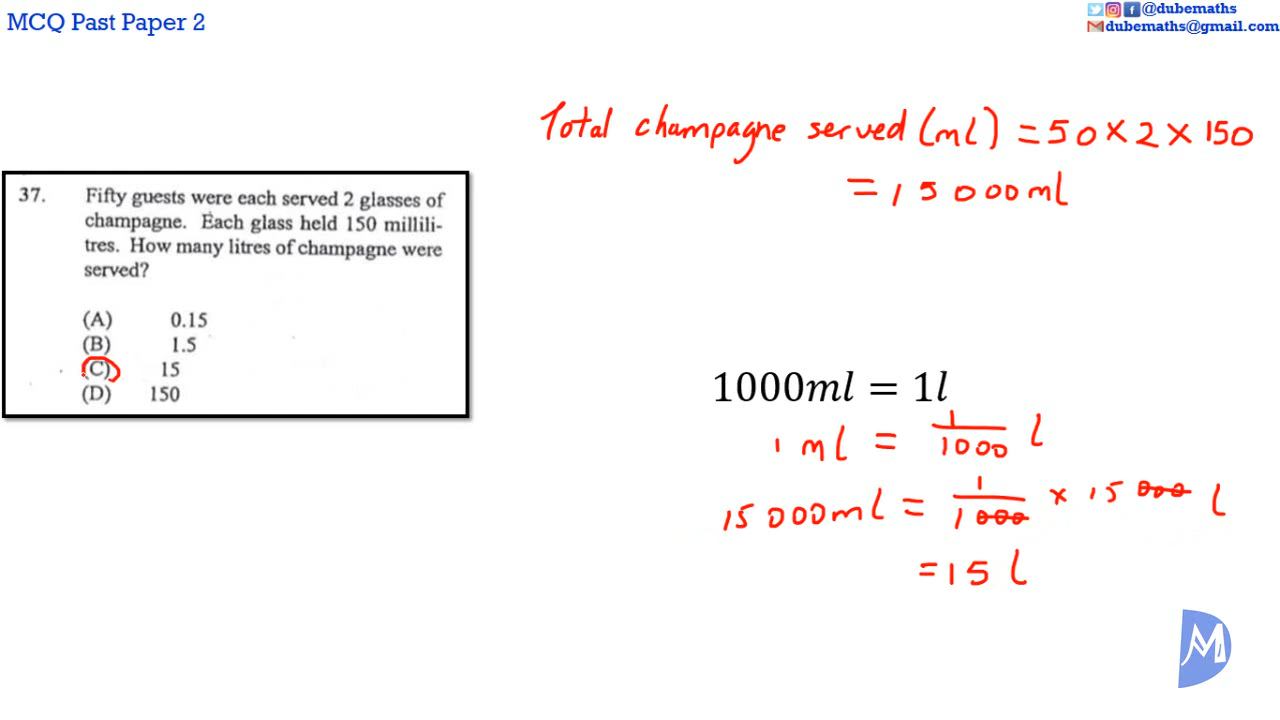 MCQ Past Paper 2
@dubemaths
dubemaths@gmail.com
Total champagne served (ml) = 50 × 2 × 150
= 15 000ml
37. Fifty guests were each served 2 glasses of
champagne. Each glass held 150 millili-
tres. How many litres of champagne were
served?
(A) 0.15
(B) 1.5
(C) 15
(D) 150
1000ml = 1l
1 ml = 1/1000 l
15 000ml = 1/1000 × 15 000 l
= 15 l
M